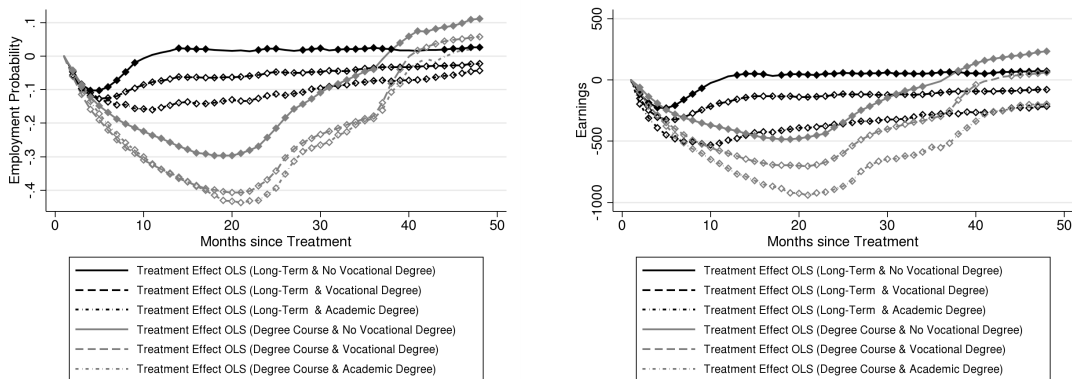 Employment Probability
.1
0
-.1
-.2
-.3
-.4
0 10 20 30 40 50
Months since Treatment
Treatment Effect OLS (Long-Term & No Vocational Degree)
Treatment Effect OLS (Long-Term & Vocational Degree)
Treatment Effect OLS (Long-Term & Academic Degree)
Treatment Effect OLS (Degree Course & No Vocational Degree)
Treatment Effect OLS (Degree Course & Vocational Degree)
Treatment Effect OLS (Degree Course & Academic Degree)
Earnings
500
0
-500
-1000
0 10 20 30 40 50
Months since Treatment
Treatment Effect OLS (Long-Term & No Vocational Degree)
Treatment Effect OLS (Long-Term & Vocational Degree)
Treatment Effect OLS (Long-Term & Academic Degree)
Treatment Effect OLS (Degree Course & No Vocational Degree)
Treatment Effect OLS (Degree Course & Vocational Degree)
Treatment Effect OLS (Degree Course & Academic Degree)